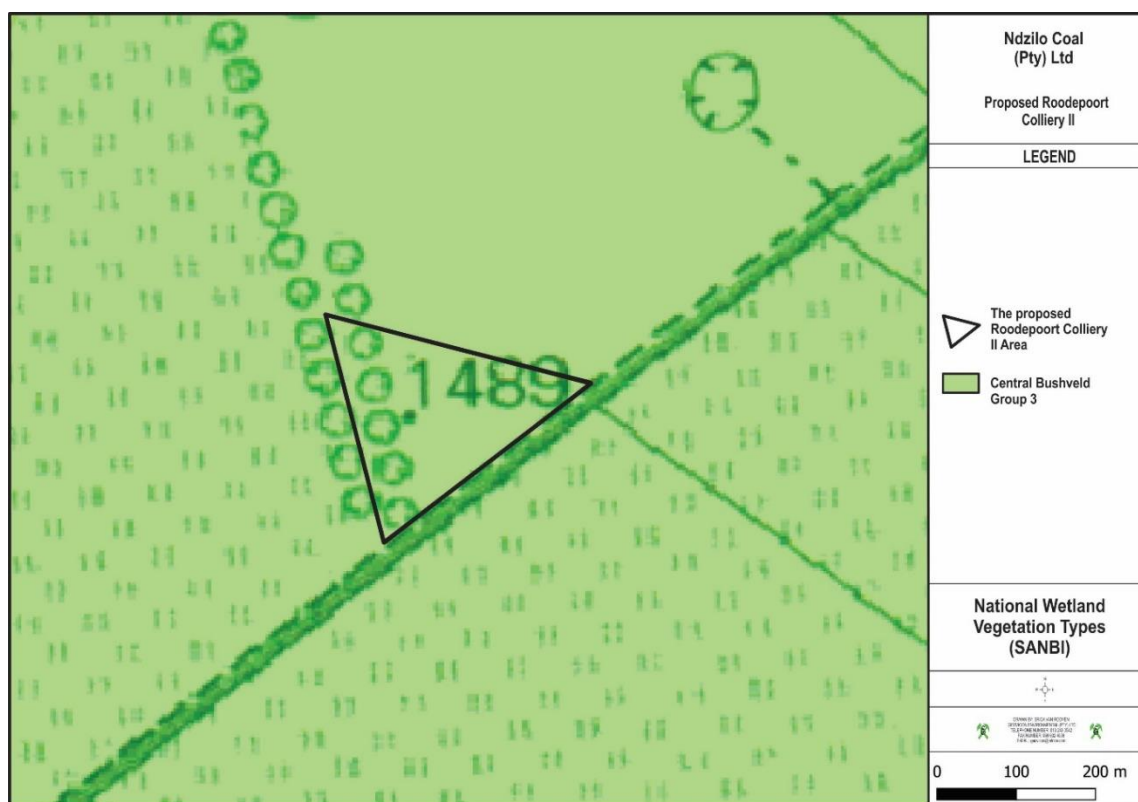 1489
Ndzilo Coal
(Pty) Ltd
Proposed Roodepoort
Colliery II
LEGEND
The proposed
Roodepoort Colliery
II Area
Central Bushveld
Group 3
National Wetland
Vegetation Types
(SANBI)
0 100 200 m